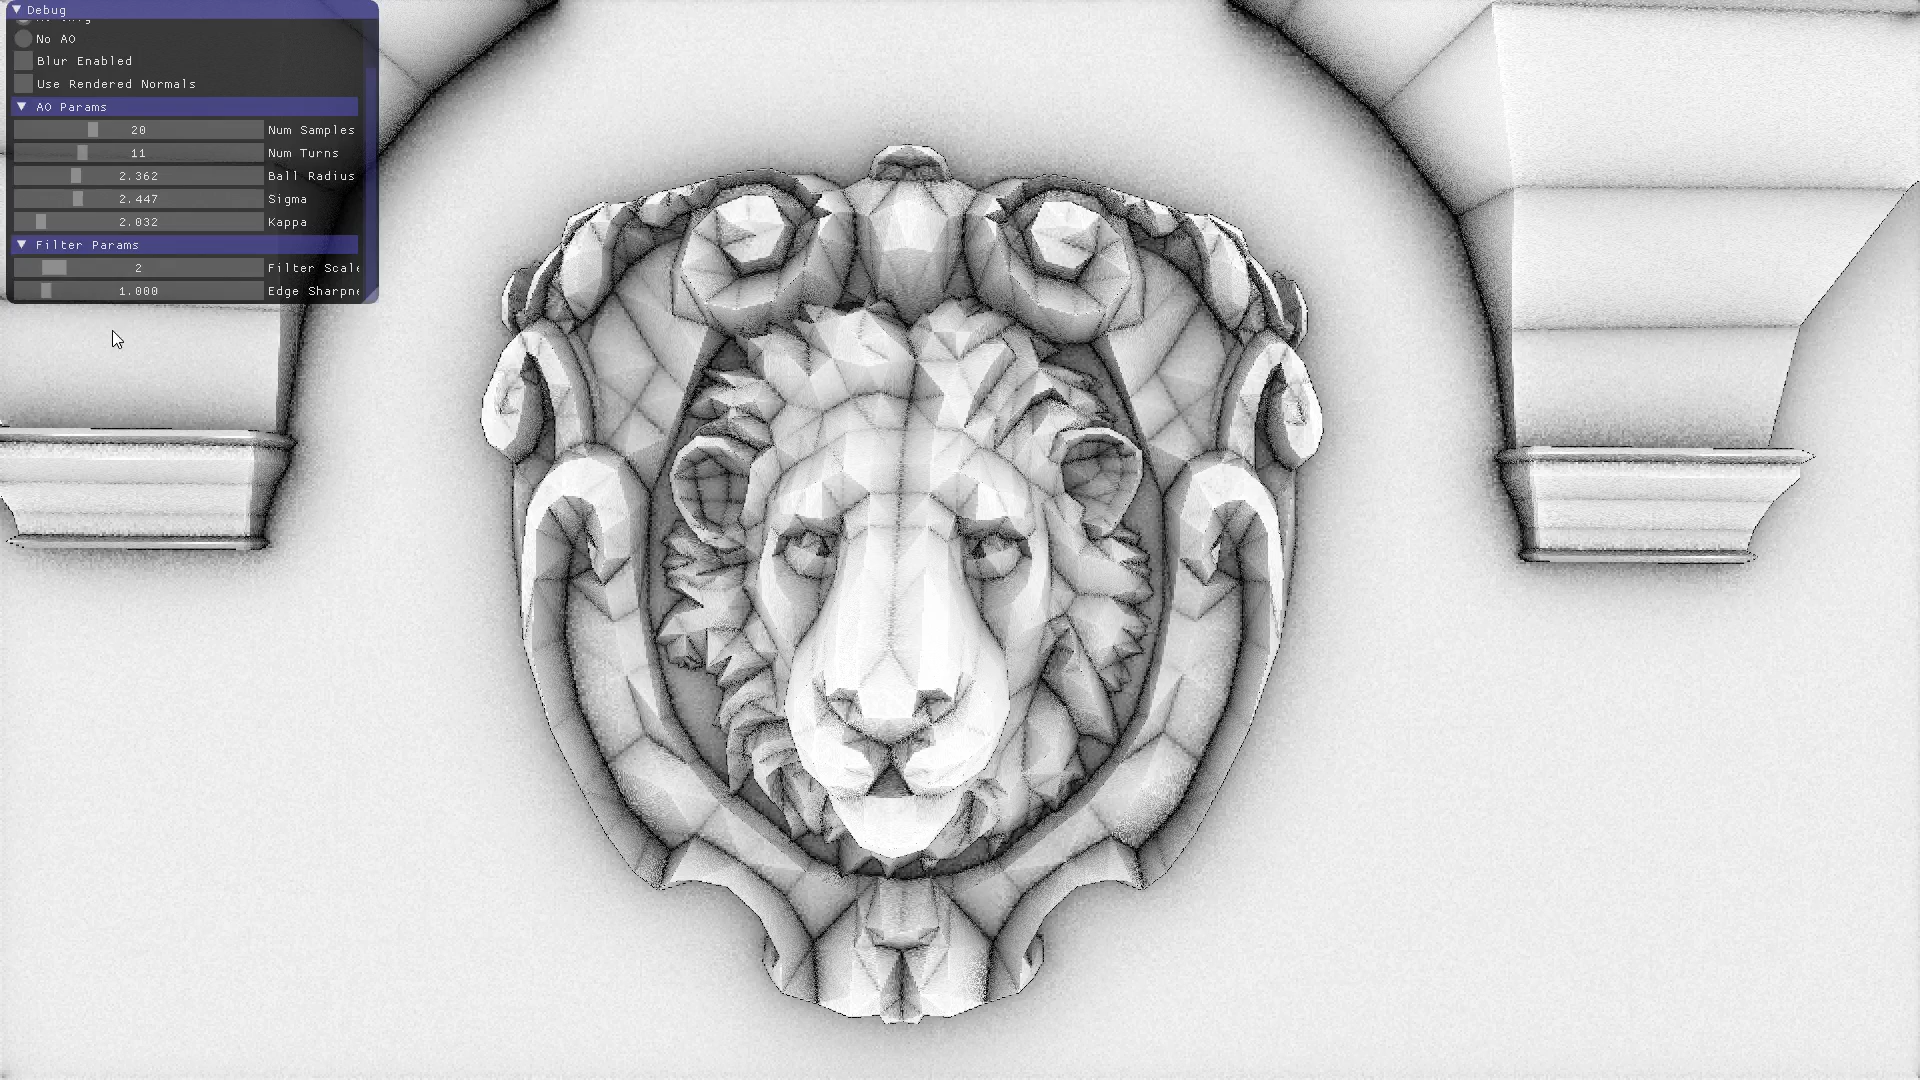 Debug
No AO
Blur Enabled
Use Rendered Normals
AO Params
20 Num Samples
11 Num Turns
2.362 Ball Radius
2.447 Sigma
2.032 Kappa
Filter Params
2 Filter Scale
1.000 Edge Sharpne